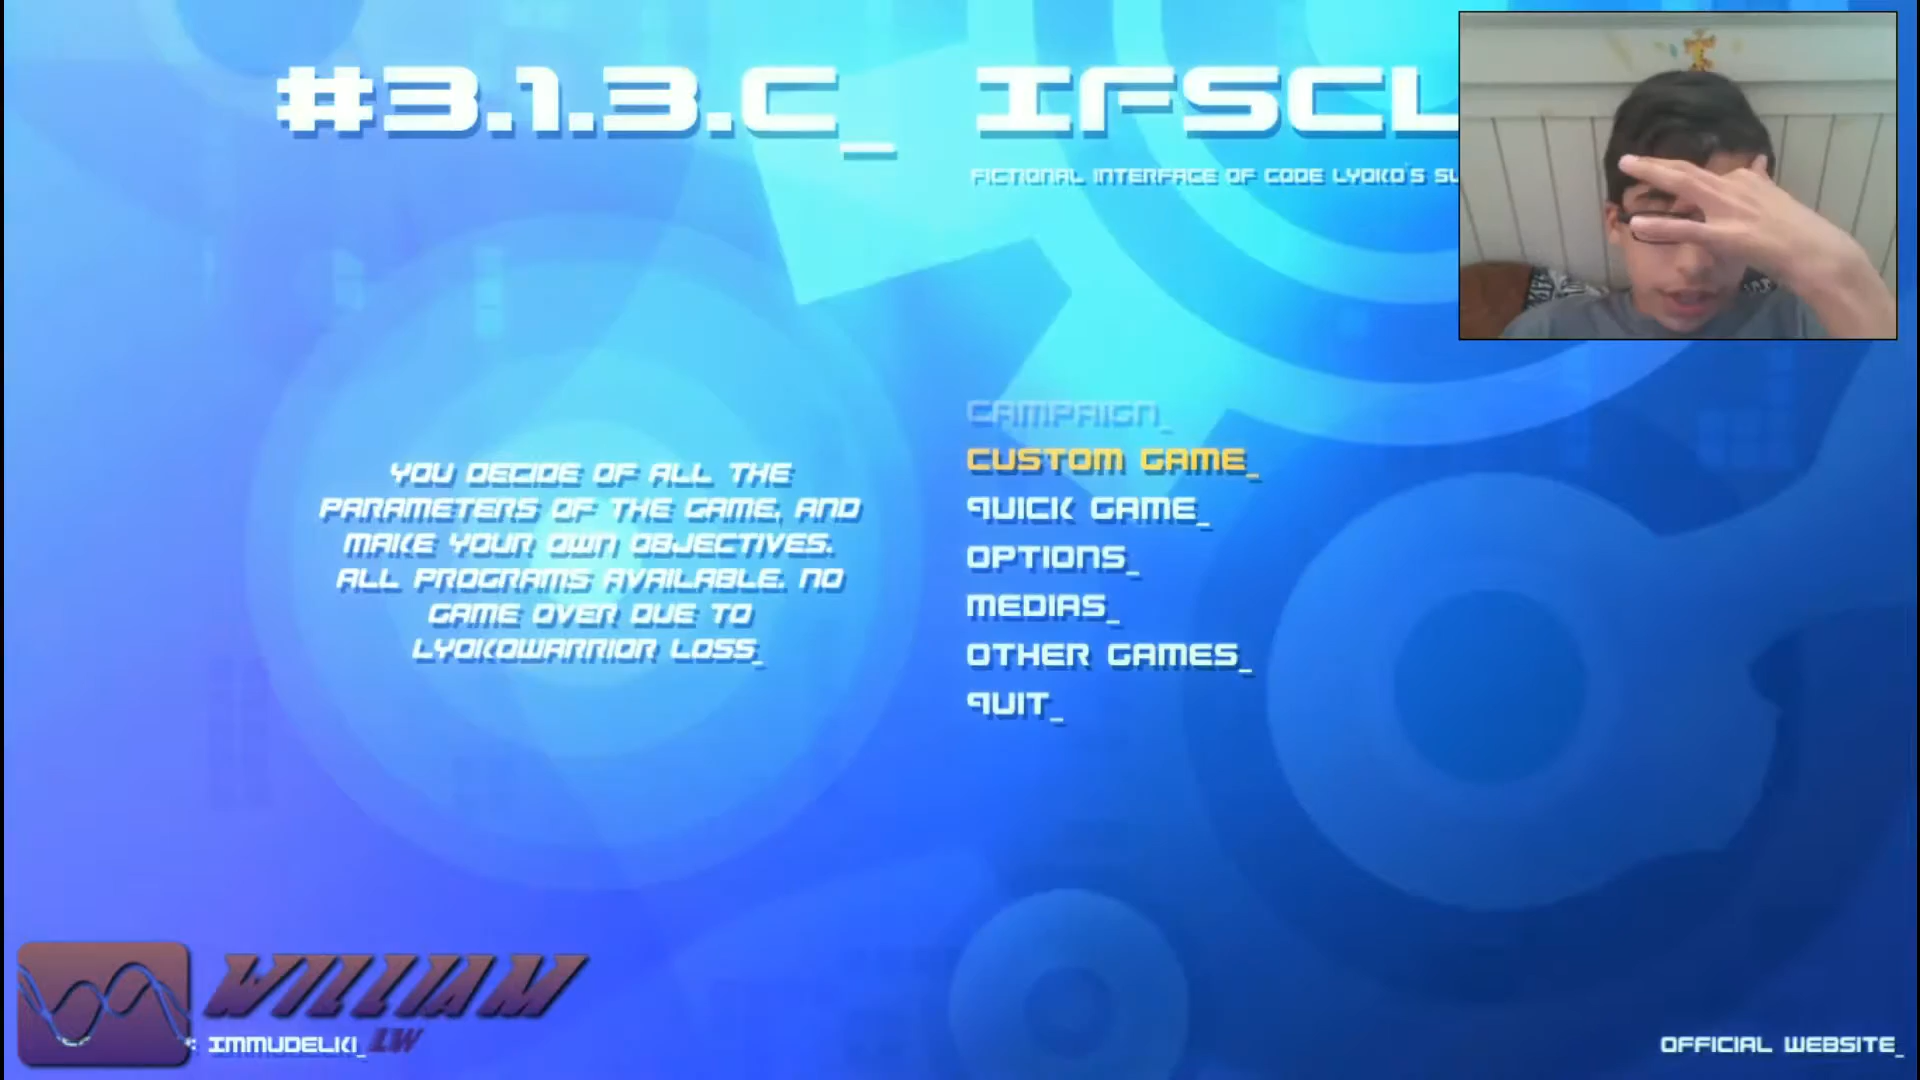 #3.1.3.C_ IFSCL
FICTIONAL INTERFACE OF CODE LYOKO'S SU
CAMPAIGN_
CUSTOM GAME_
QUICK GAME_
OPTIONS_
MEDIAS_
OTHER GAMES_
QUIT_
YOU DECIDE OF ALL THE
PARAMETERS OF THE GAME, AND
MAKE YOUR OWN OBJECTIVES.
ALL PROGRAMS AVAILABLE. NO
GAME OVER DUE TO
LYOKOWARRIOR LOSS_
WILLIAM
LW
: IMMUDELKI_
OFFICIAL WEBSITE_